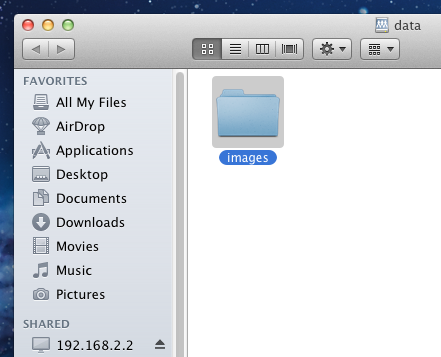 data
FAVORITES
All My Files
AirDrop
Applications
Desktop
Documents
Downloads
Movies
Music
Pictures
SHARED
192.168.2.2
images